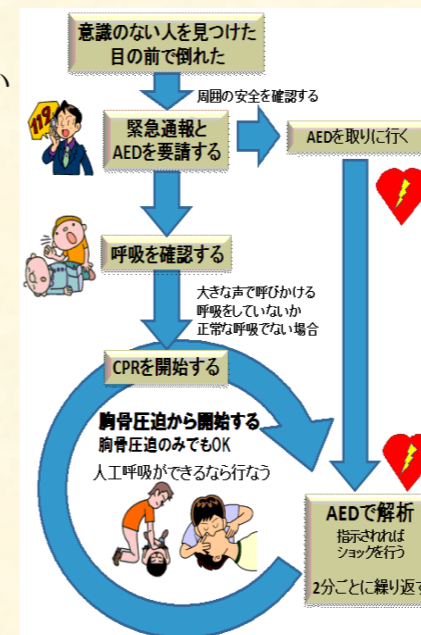 意識のない人を見つけた
目の前で倒れた
い
周囲の安全を確認する
119
緊急通報と
AEDを要請する
AEDを取りに行く
呼吸を確認する
大きな声で呼びかける
呼吸をしていないか
正常な呼吸でない場合
CPRを開始する
胸骨圧迫から開始する
胸骨圧迫のみでもOK
人工呼吸ができるなら行なう
AEDで解析
指示されれば
ショックを行う
2分ごとに繰り返す